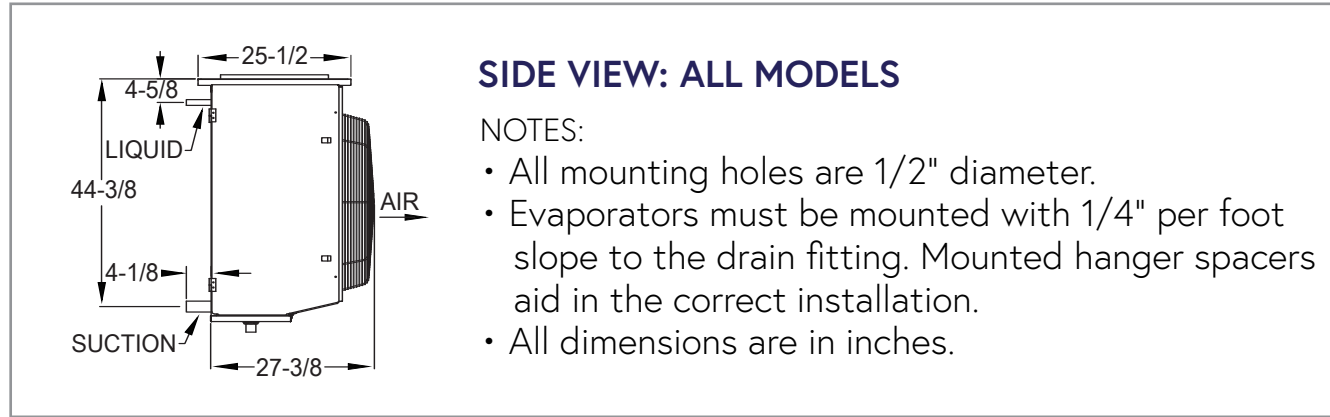 25-1/2
4-5/8
LIQUID
44-3/8
AIR
4-1/8
SUCTION
27-3/8
SIDE VIEW: ALL MODELS
NOTES:
• All mounting holes are 1/2" diameter.
• Evaporators must be mounted with 1/4" per foot
slope to the drain fitting. Mounted hanger spacers
aid in the correct installation.
• All dimensions are in inches.